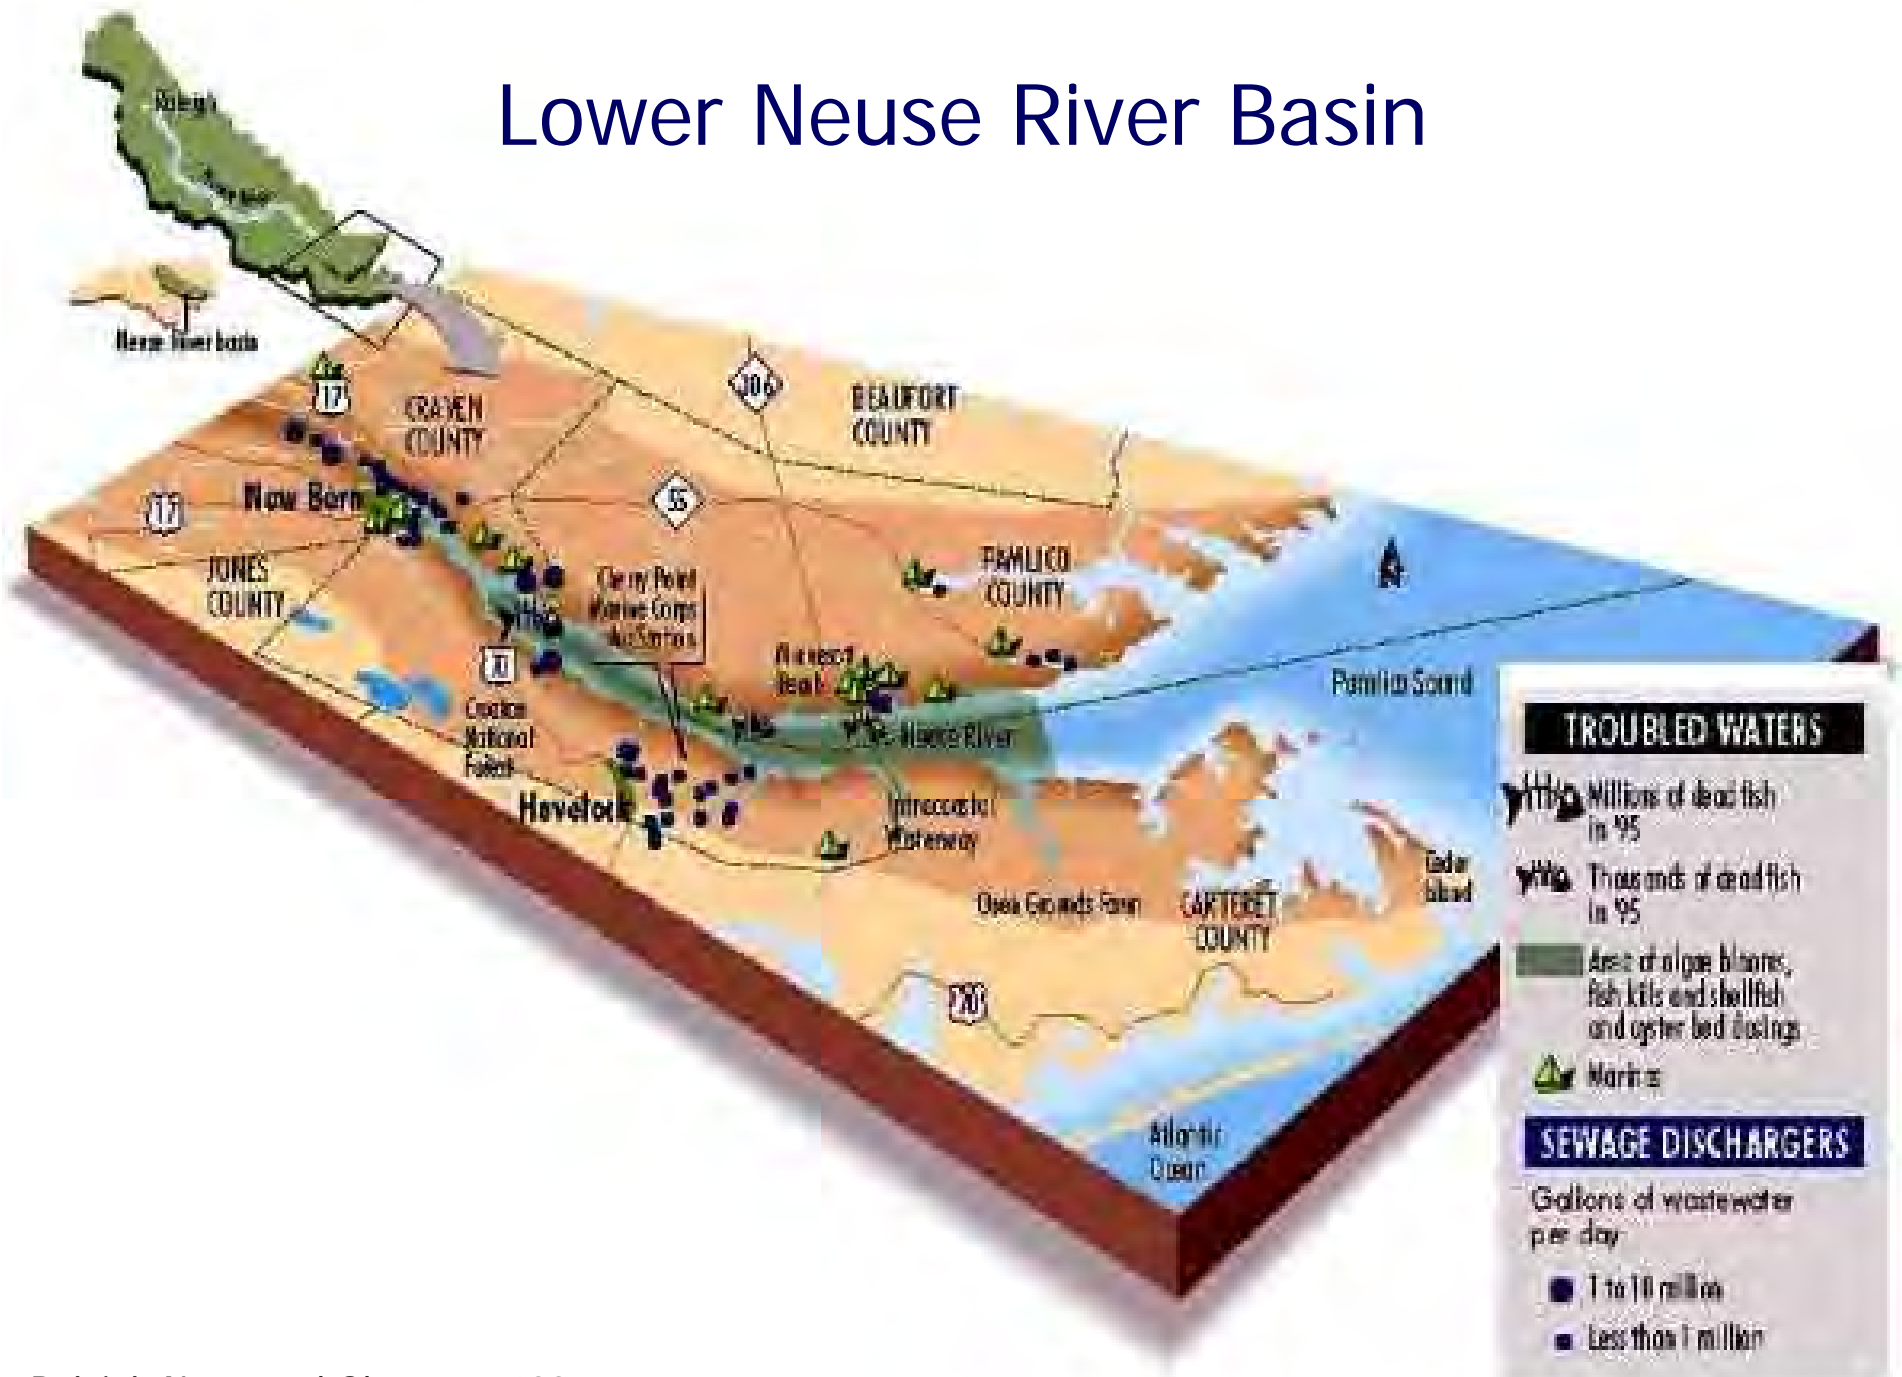 Lower Neuse River Basin
Raleigh
Neuse River basin
17
CRAVEN
COUNTY
306
BEAUFORT
COUNTY
17
New Bern
55
JONES
COUNTY
Cherry Point
Marine Corps
Air Station
PAMLICO
COUNTY
70
Croatan
National
Forest
Neuse River
Pamlico Sound
Havelock
Intracoastal
Waterway
Open Grounds Farm
CARTERET
COUNTY
Cedar
Island
70
Atlantic
Ocean
TROUBLED WATERS
Millions of dead fish
in '95
Thousands of dead fish
in '95
Area of algae blooms,
fish kills and shellfish
and oyster bed closings
Marinas
SEWAGE DISCHARGERS
Gallons of wastewater
per day
1 to 10 million
Less than 1 million